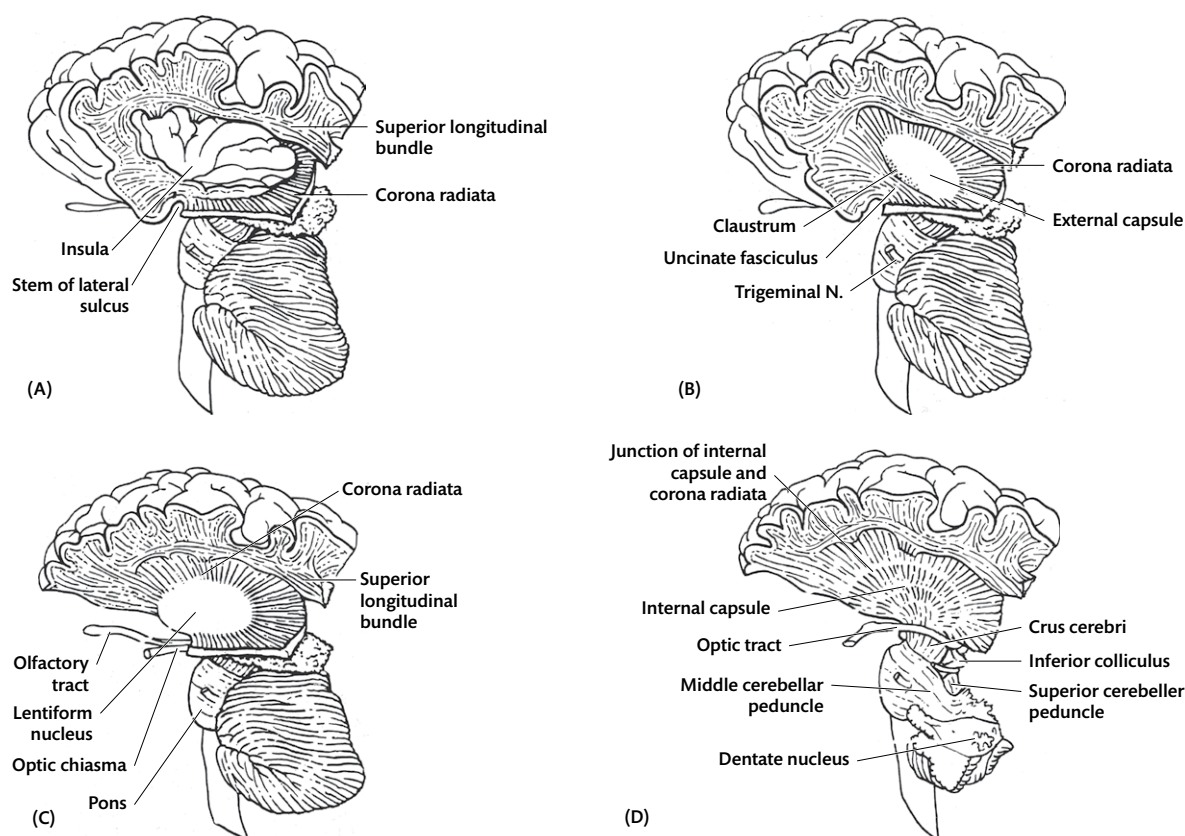 Superior longitudinal
bundle
Corona radiata
Insula
Stem of lateral
sulcus
(A)
Corona radiata
External capsule
Claustrum
Uncinate fasciculus
Trigeminal N.
(B)
Corona radiata
Superior
longitudinal
bundle
Olfactory
tract
Lentiform
nucleus
Optic chiasma
Pons
(C)
Junction of internal
capsule and
corona radiata
Internal capsule
Optic tract
Crus cerebri
Inferior colliculus
Middle cerebellar
peduncle
Superior cerebeller
peduncle
Dentate nucleus
(D)